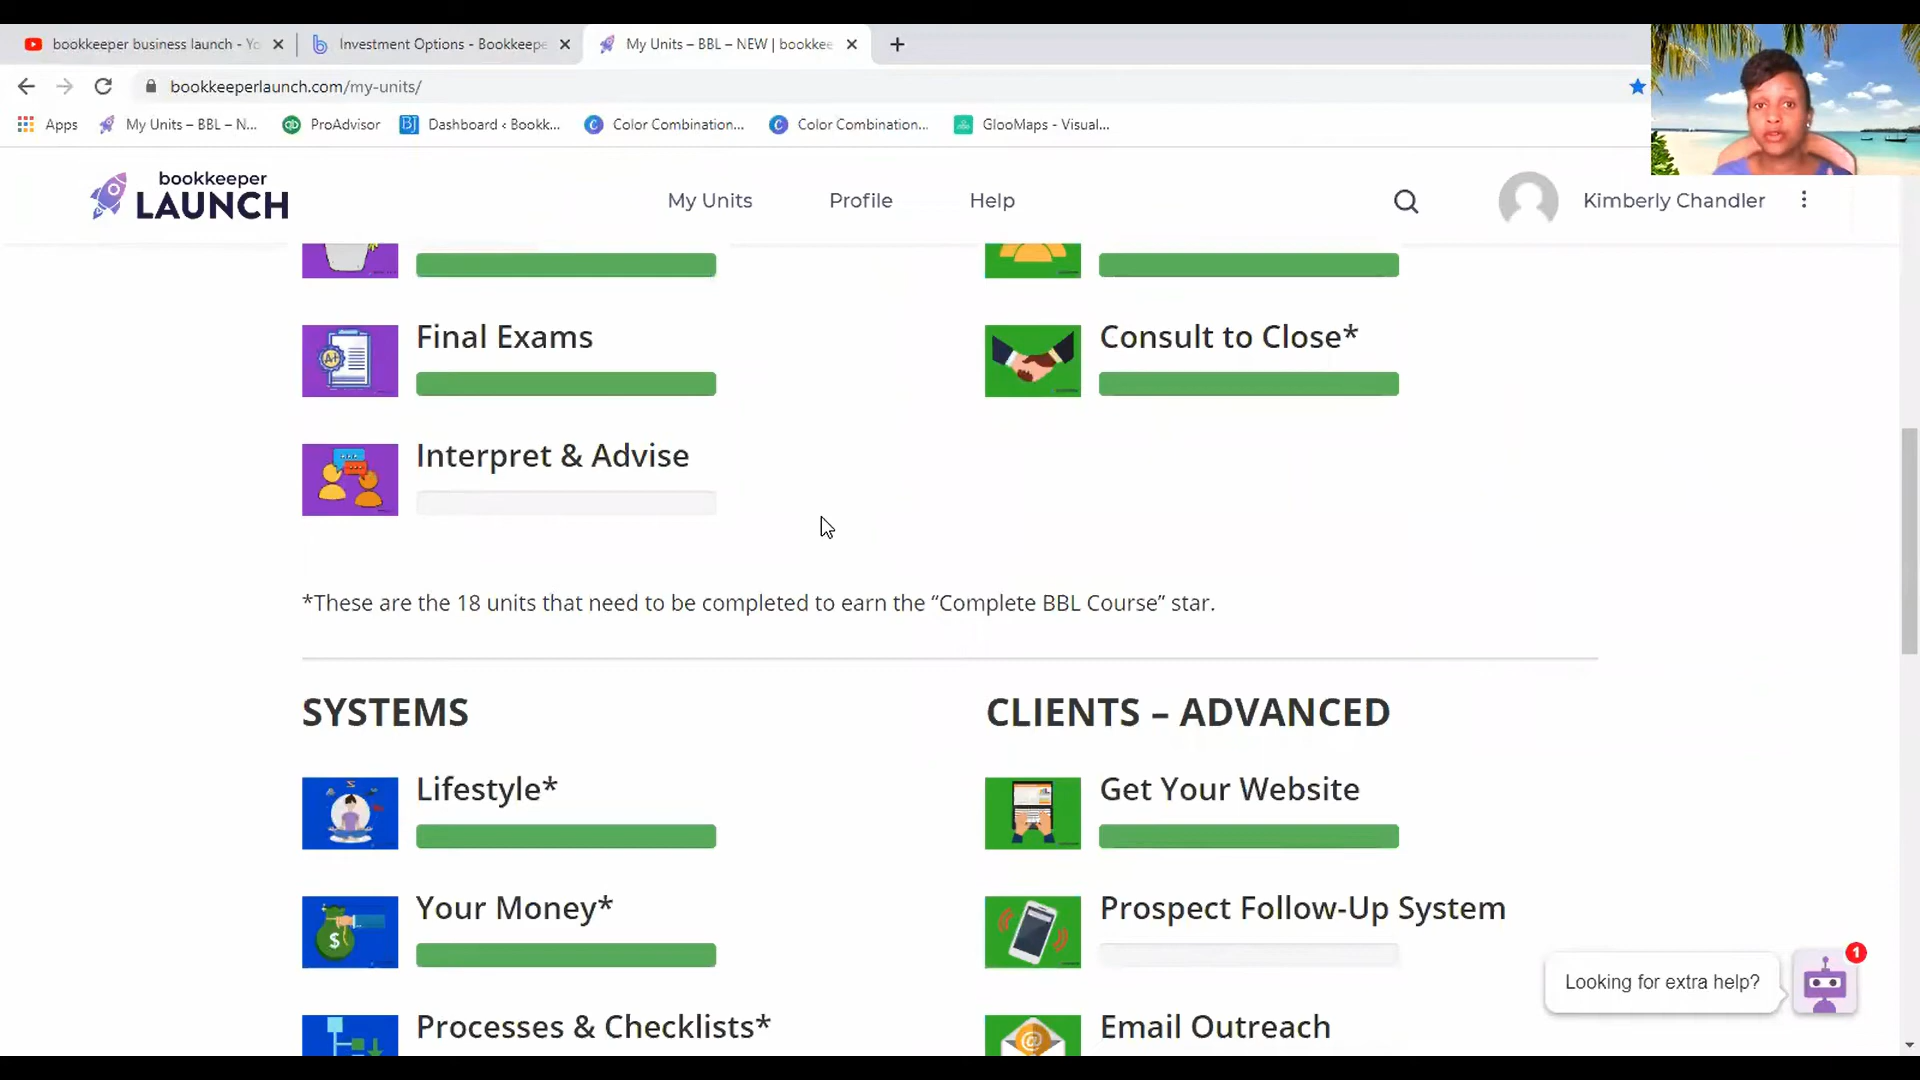 bookkeeper business launch - Yo
Investment Options - Bookkeepe
My Units – BBL – NEW | bookkee
bookkeeperlaunch.com/my-units/
Apps
My Units – BBL – N...
ProAdvisor
Dashboard ‹ Bookk...
Color Combination...
Color Combination...
GlooMaps - Visual...
bookkeeper
LAUNCH
My Units
Profile
Help
Kimberly Chandler
Final Exams
Consult to Close*
Interpret & Advise
*These are the 18 units that need to be completed to earn the “Complete BBL Course” star.
SYSTEMS
CLIENTS – ADVANCED
Lifestyle*
Get Your Website
Your Money*
Prospect Follow-Up System
Looking for extra help?
1
Processes & Checklists*
Email Outreach